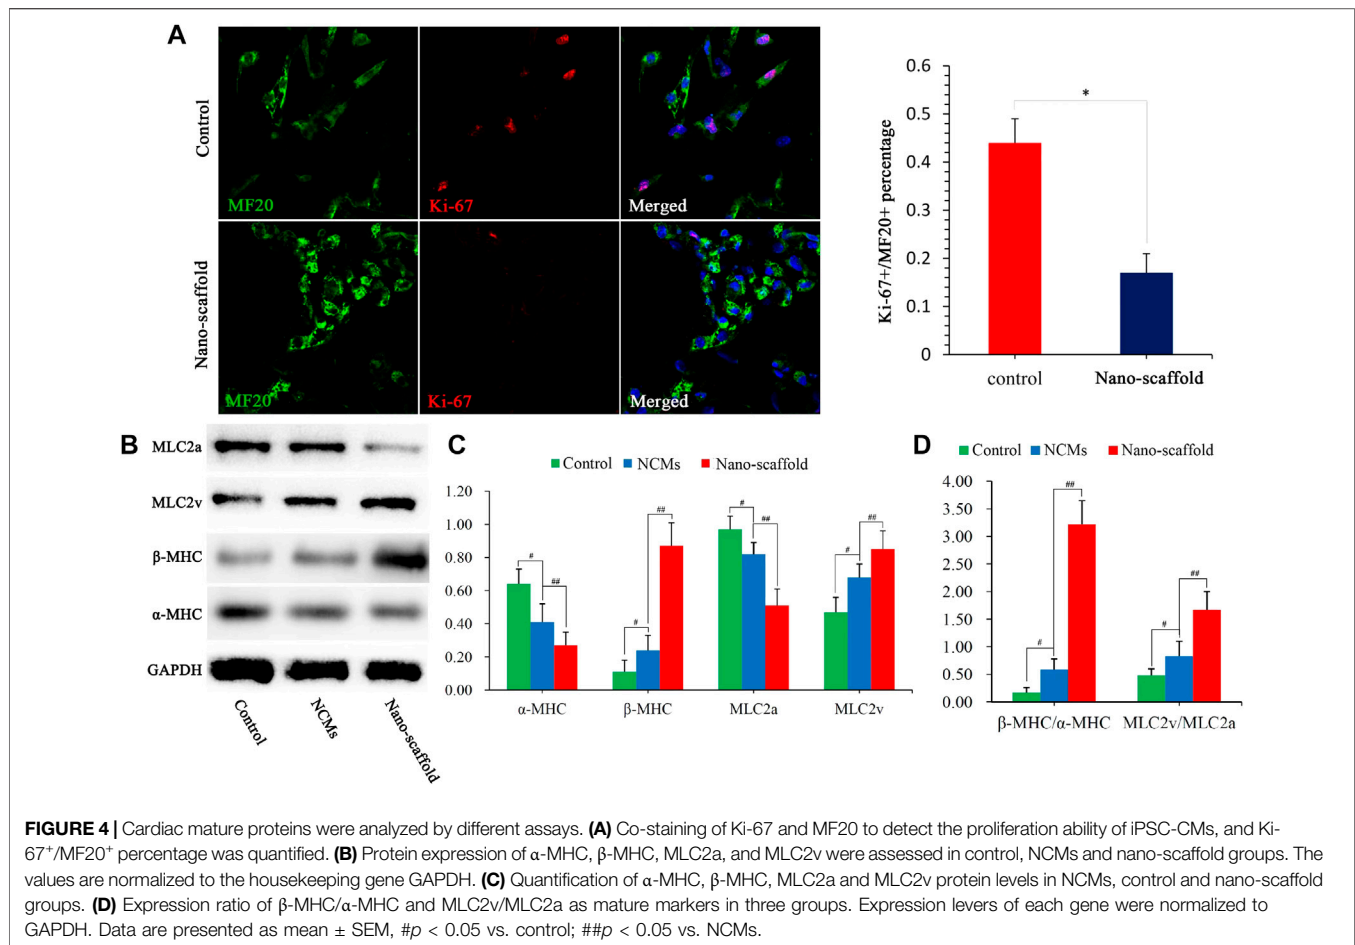 A
Control
MF20
Ki-67
Merged
Nano-scaffold
MF20
Ki-67
Merged
Ki-67+/MF20+ percentage
0.6
0.5
0.4
0.3
0.2
0.1
0
*
control
Nano-scaffold
B
MLC2a
MLC2v
β-MHC
α-MHC
GAPDH
Control
NCMs
Nano-scaffold
C
Control NCMs Nano-scaffold
1.20
1.00
0.80
0.60
0.40
0.20
0.00
# ##
# ##
# ##
# ##
α-MHC β-MHC MLC2a MLC2v
D
Control NCMs Nano-scaffold
4.00
3.50
3.00
2.50
2.00
1.50
1.00
0.50
0.00
# ##
# ##
β-MHC/α-MHC MLC2v/MLC2a
FIGURE 4 | Cardiac mature proteins were analyzed by different assays. (A) Co-staining of Ki-67 and MF20 to detect the proliferation ability of iPSC-CMs, and Ki-
67+/MF20+ percentage was quantified. (B) Protein expression of α-MHC, β-MHC, MLC2a, and MLC2v were assessed in control, NCMs and nano-scaffold groups. The
values are normalized to the housekeeping gene GAPDH. (C) Quantification of α-MHC, β-MHC, MLC2a and MLC2v protein levels in NCMs, control and nano-scaffold
groups. (D) Expression ratio of β-MHC/α-MHC and MLC2v/MLC2a as mature markers in three groups. Expression levers of each gene were normalized to
GAPDH. Data are presented as mean ± SEM, #p < 0.05 vs. control; ##p < 0.05 vs. NCMs.